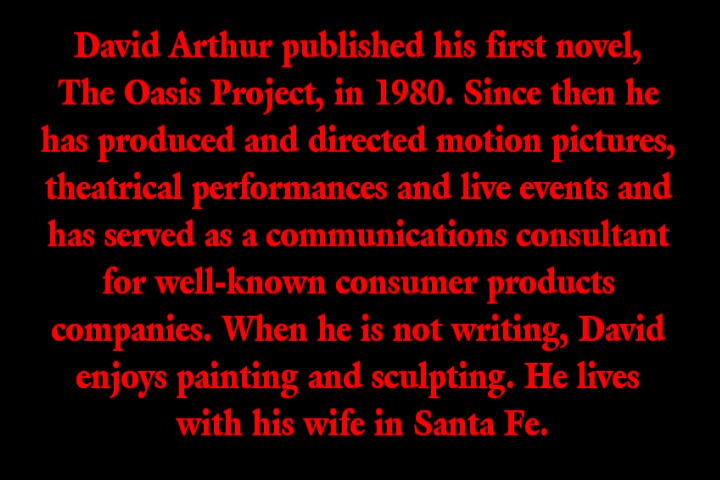 David Arthur published his first novel,
The Oasis Project, in 1980. Since then he
has produced and directed motion pictures,
theatrical performances and live events and
has served as a communications consultant
for well-known consumer products
companies. When he is not writing, David
enjoys painting and sculpting. He lives
with his wife in Santa Fe.